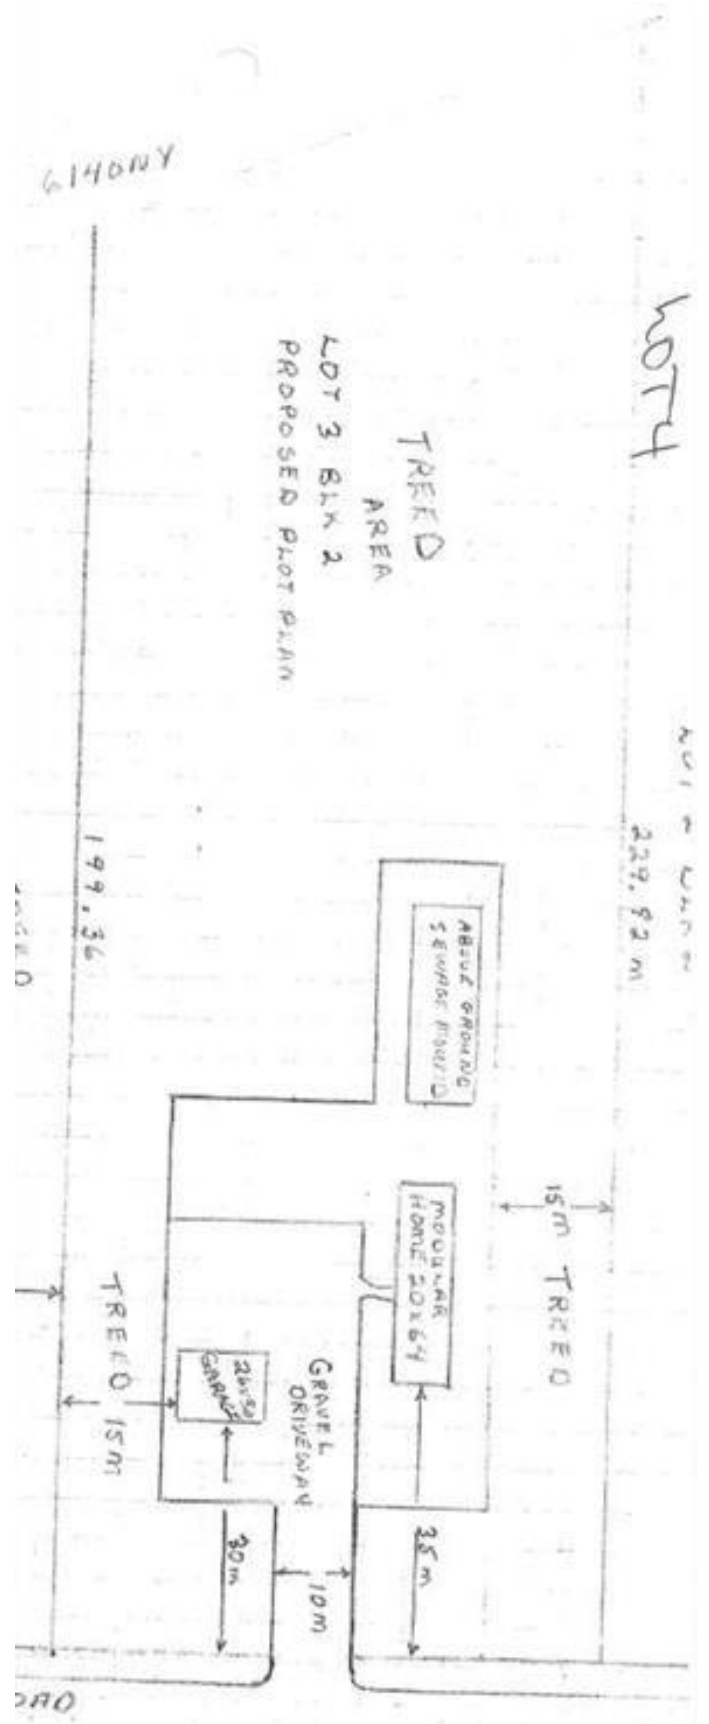 6140NY
LOT 4
TREED
AREA
LOT 3 BLK 2
PROPOSED PLOT PLAN
229.92 m
199.36
ABOVE GROUND
SEWAGE MOUND
MODULAR
HOME 20x64
15m TREED
TREED 15m
GARAGE
GRAVEL
DRIVEWAY
35m
30m
10m